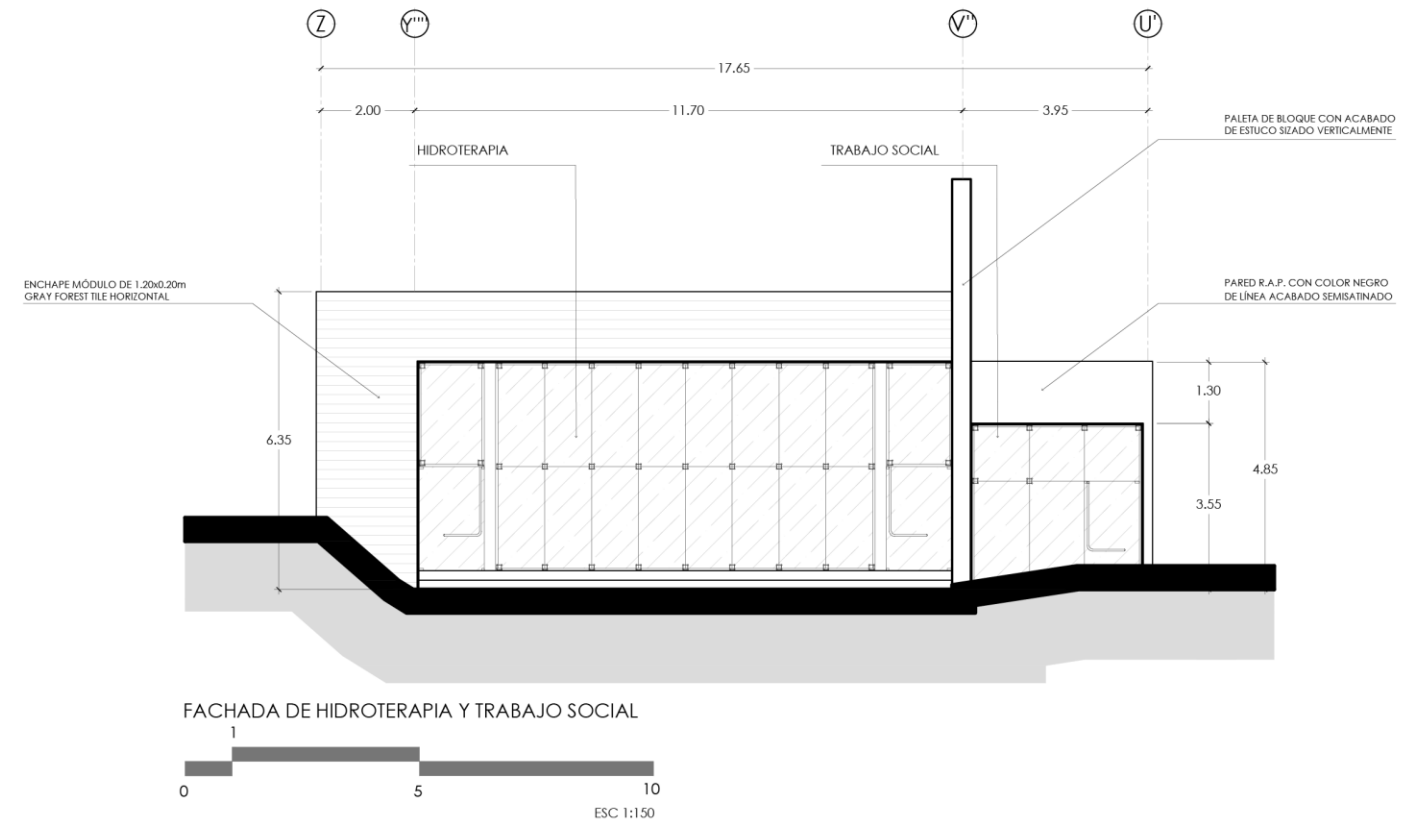 Z
Y''''
V''
U'
17.65
2.00
11.70
3.95
PALETA DE BLOQUE CON ACABADO
DE ESTUCO SIZADO VERTICALMENTE
HIDROTERAPIA
TRABAJO SOCIAL
ENCHAPE MÓDULO DE 1.20x0.20m
GRAY FOREST TILE HORIZONTAL
PARED R.A.P. CON COLOR NEGRO
DE LÍNEA ACABADO SEMISATINADO
1.30
6.35
4.85
3.55
FACHADA DE HIDROTERAPIA Y TRABAJO SOCIAL
1
0
5
10
ESC 1:150